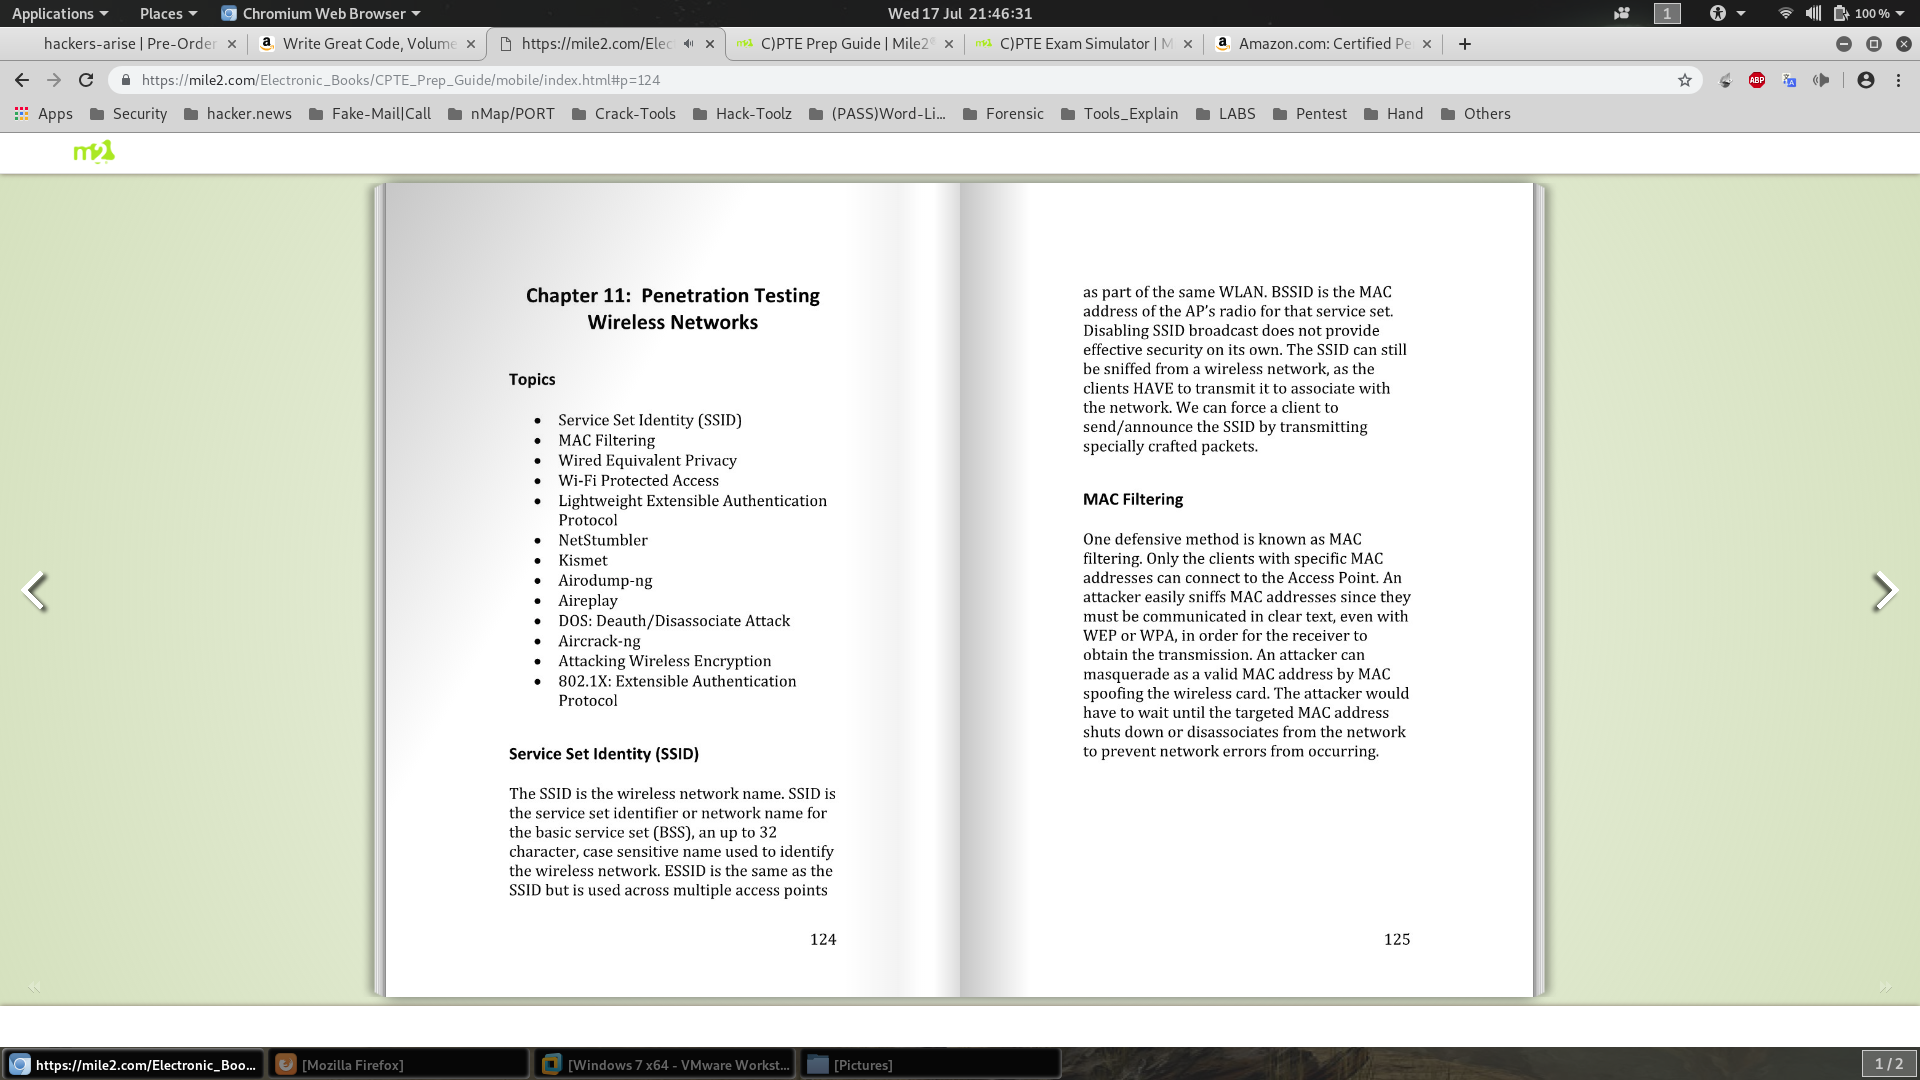 Applications Places Chromium Web Browser Wed 17 Jul 21:46:31 1 100 %
hackers-arise | Pre-Order Write Great Code, Volume https://mile2.com/Elec C)PTE Prep Guide | Mile2 C)PTE Exam Simulator | M Amazon.com: Certified Pe
https://mile2.com/Electronic_Books/CPTE_Prep_Guide/mobile/index.html#p=124 ABP
Apps Security hacker.news Fake-Mail|Call nMap/PORT Crack-Tools Hack-Toolz (PASS)Word-Li... Forensic Tools_Explain LABS Pentest Hand Others
m2
Chapter 11: Penetration Testing
Wireless Networks
Topics
• Service Set Identity (SSID)
• MAC Filtering
• Wired Equivalent Privacy
• Wi-Fi Protected Access
• Lightweight Extensible Authentication
Protocol
• NetStumbler
• Kismet
• Airodump-ng
• Aireplay
• DOS: Deauth/Disassociate Attack
• Aircrack-ng
• Attacking Wireless Encryption
• 802.1X: Extensible Authentication
Protocol
Service Set Identity (SSID)
The SSID is the wireless network name. SSID is
the service set identifier or network name for
the basic service set (BSS), an up to 32
character, case sensitive name used to identify
the wireless network. ESSID is the same as the
SSID but is used across multiple access points
124
as part of the same WLAN. BSSID is the MAC
address of the AP’s radio for that service set.
Disabling SSID broadcast does not provide
effective security on its own. The SSID can still
be sniffed from a wireless network, as the
clients HAVE to transmit it to associate with
the network. We can force a client to
send/announce the SSID by transmitting
specially crafted packets.
MAC Filtering
One defensive method is known as MAC
filtering. Only the clients with specific MAC
addresses can connect to the Access Point. An
attacker easily sniffs MAC addresses since they
must be communicated in clear text, even with
WEP or WPA, in order for the receiver to
obtain the transmission. An attacker can
masquerade as a valid MAC address by MAC
spoofing the wireless card. The attacker would
have to wait until the targeted MAC address
shuts down or disassociates from the network
to prevent network errors from occurring.
125
https://mile2.com/Electronic_Boo... [Mozilla Firefox] [Windows 7 x64 - VMware Workst... [Pictures] 1 / 2